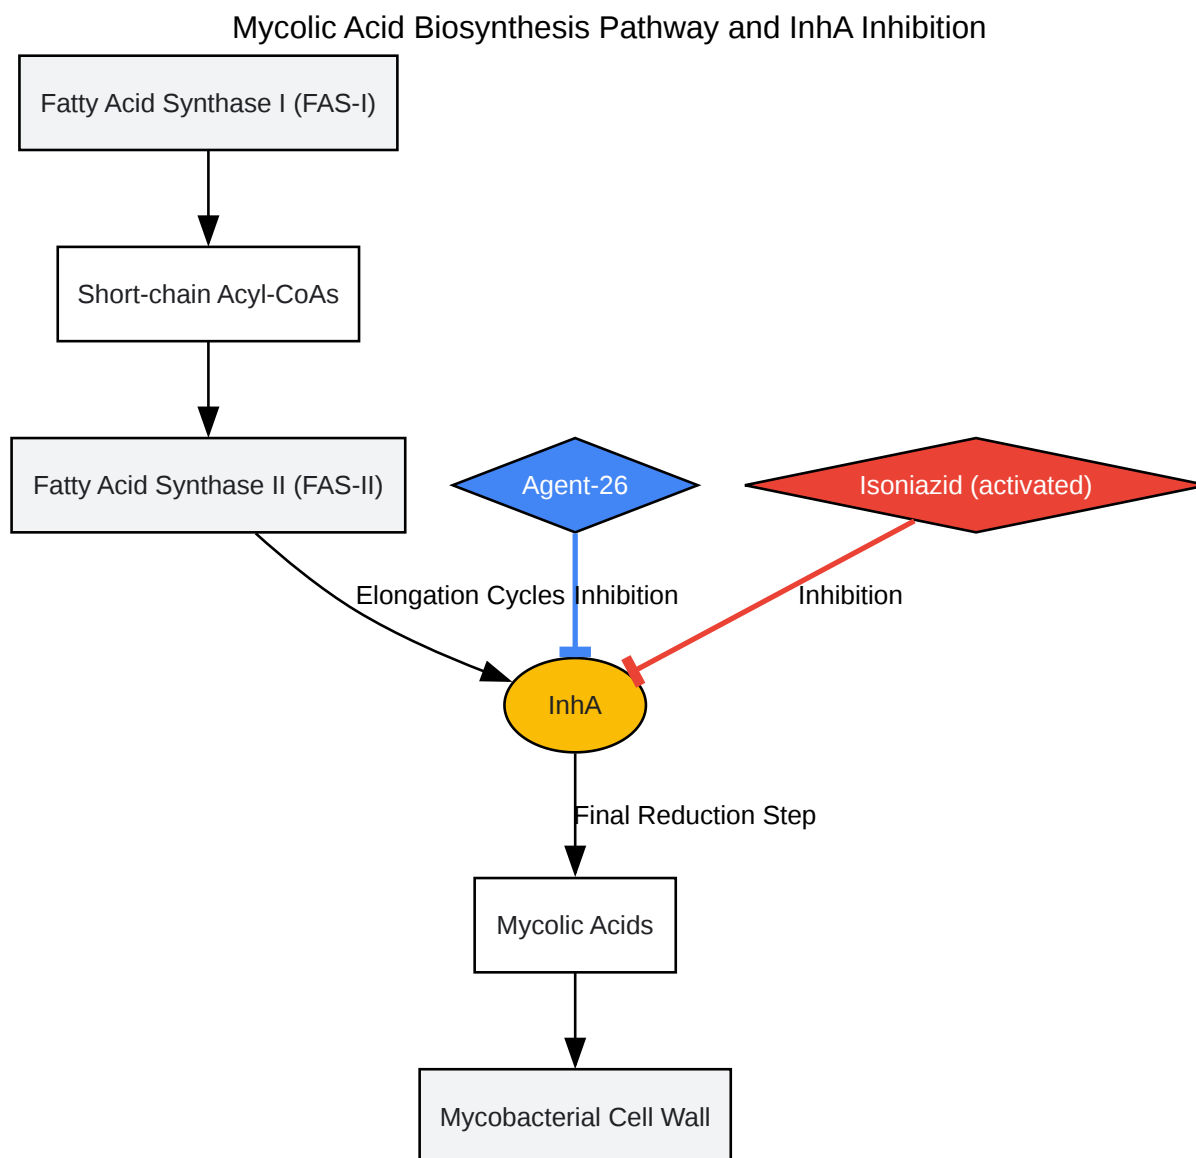 Mycolic Acid Biosynthesis Pathway and InhA Inhibition
Fatty Acid Synthase I (FAS-I)
Short-chain Acyl-CoAs
Fatty Acid Synthase II (FAS-II)
Agent-26
Isoniazid (activated)
Elongation Cycles
Inhibition
Inhibition
InhA
Final Reduction Step
Mycolic Acids
Mycobacterial Cell Wall